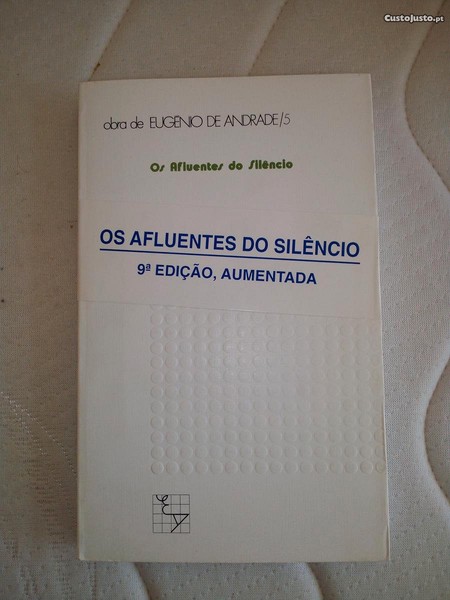 CustoJusto.pt
obra de EUGÉNIO DE ANDRADE/5
Os Afluentes do Silêncio
OS AFLUENTES DO SILÊNCIO
9ª EDIÇÃO, AUMENTADA